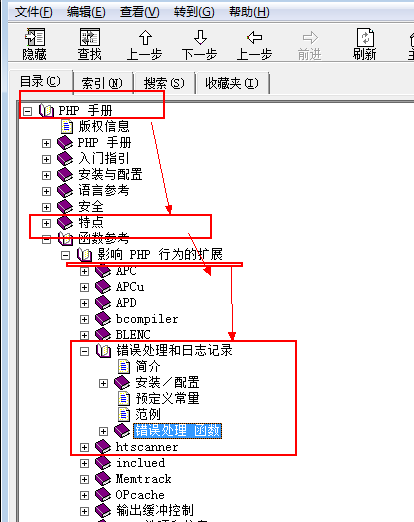 文件(F) 编辑(E) 查看(V) 转到(G) 帮助(H)
隐藏 查找 上一步 下一步 上一步 前进 刷新
目录(C) 索引(N) 搜索(S) 收藏夹(I)
PHP 手册
版权信息
PHP 手册
入门指引
安装与配置
语言参考
安全
特点
函数参考
影响 PHP 行为的扩展
APC
APCu
APD
bcompiler
BLENC
错误处理和日志记录
简介
安装／配置
预定义常量
范例
错误处理 函数
htscanner
inclued
Memtrack
OPcache
输出缓冲控制